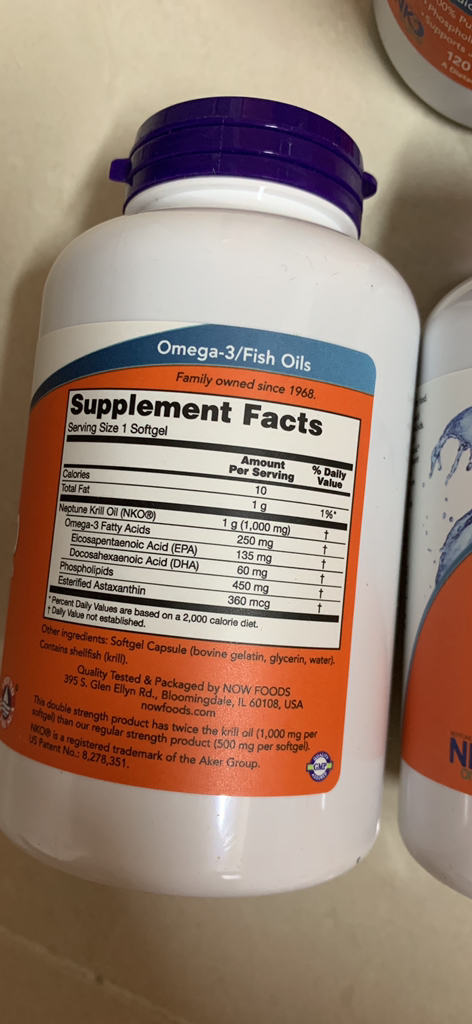 Omega-3/Fish Oils
Family owned since 1968.
Supplement Facts
Serving Size 1 Softgel
Amount Per Serving % Daily Value
Calories 10
Total Fat 1 g 1%*
Neptune Krill Oil (NKO®) 1 g (1,000 mg) †
Omega-3 Fatty Acids 250 mg †
Eicosapentaenoic Acid (EPA) 135 mg †
Docosahexaenoic Acid (DHA) 60 mg †
Phospholipids 450 mg †
Esterified Astaxanthin 360 mcg †
*Percent Daily Values are based on a 2,000 calorie diet.
† Daily Value not established.
Other ingredients: Softgel Capsule (bovine gelatin, glycerin, water).
Contains shellfish (krill).
Quality Tested & Packaged by NOW FOODS
395 S. Glen Ellyn Rd., Bloomingdale, IL 60108, USA
nowfoods.com
This double strength product has twice the krill oil (1,000 mg per
softgel) than our regular strength product (500 mg per softgel).
NKO® is a registered trademark of the Aker Group.
US Patent No.: 8,278,351.
GMP
120